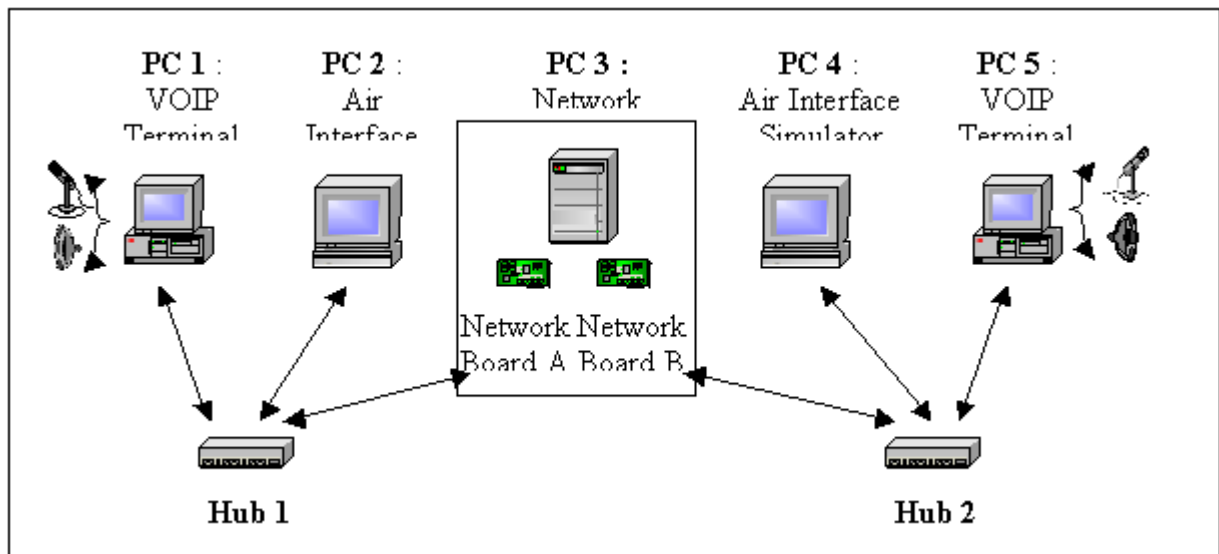 PC 1 :
VOIP
Terminal
PC 2 :
Air
Interface
PC 3 :
Network
PC 4 :
Air Interface
Simulator
PC 5 :
VOIP
Terminal
Network Network
Board A Board B
Hub 1
Hub 2